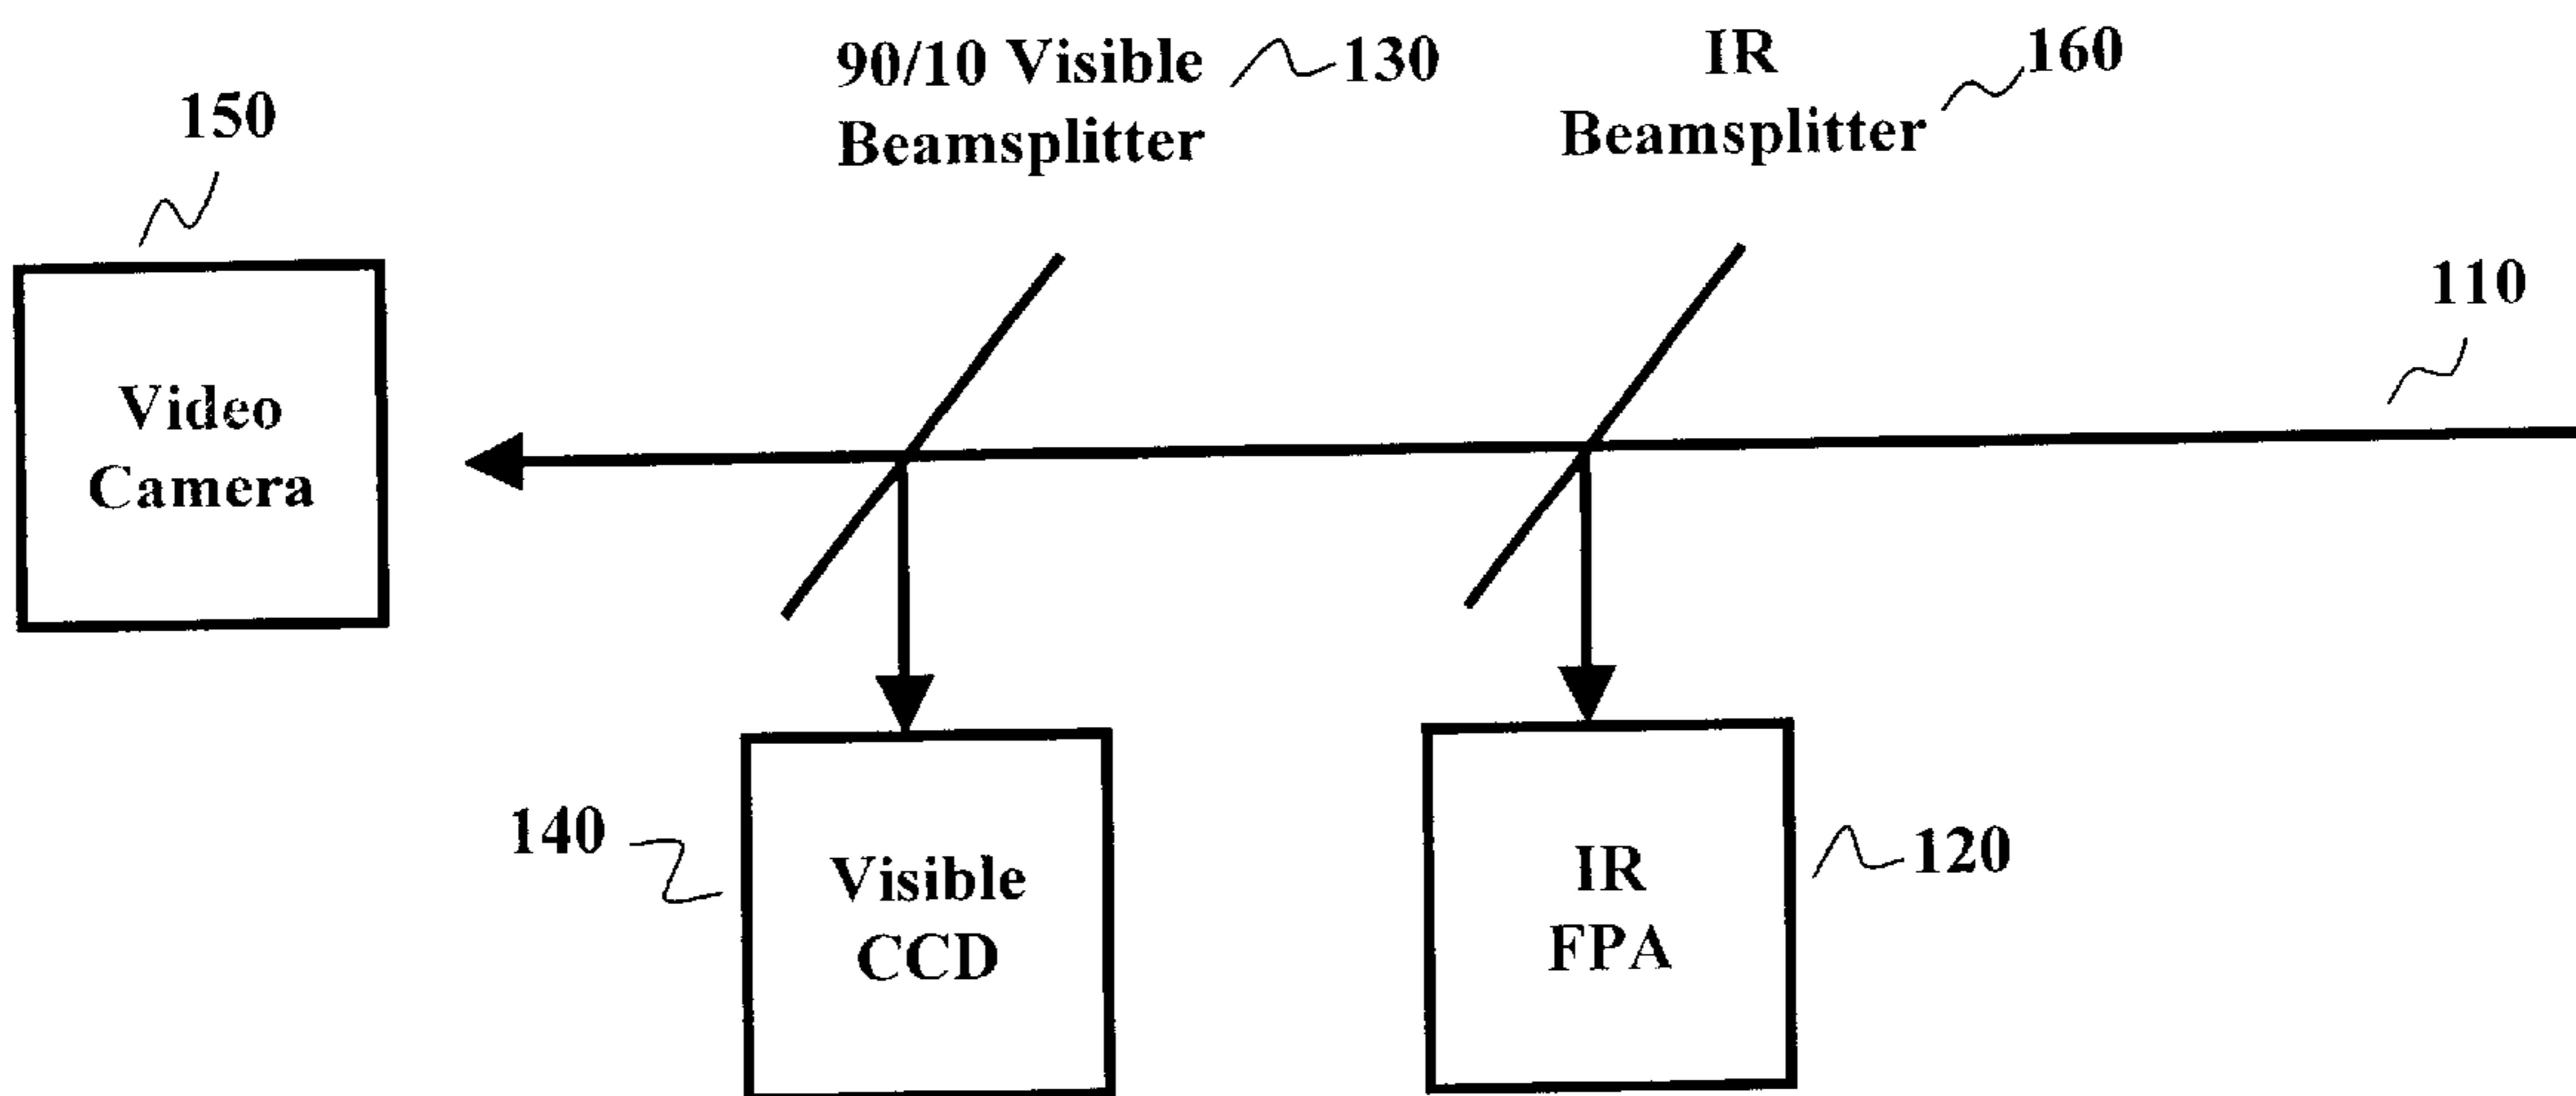 90/10 Visible
Beamsplitter
130
IR
Beamsplitter
160
150
110
Video
Camera
140
Visible
CCD
IR
FPA
120